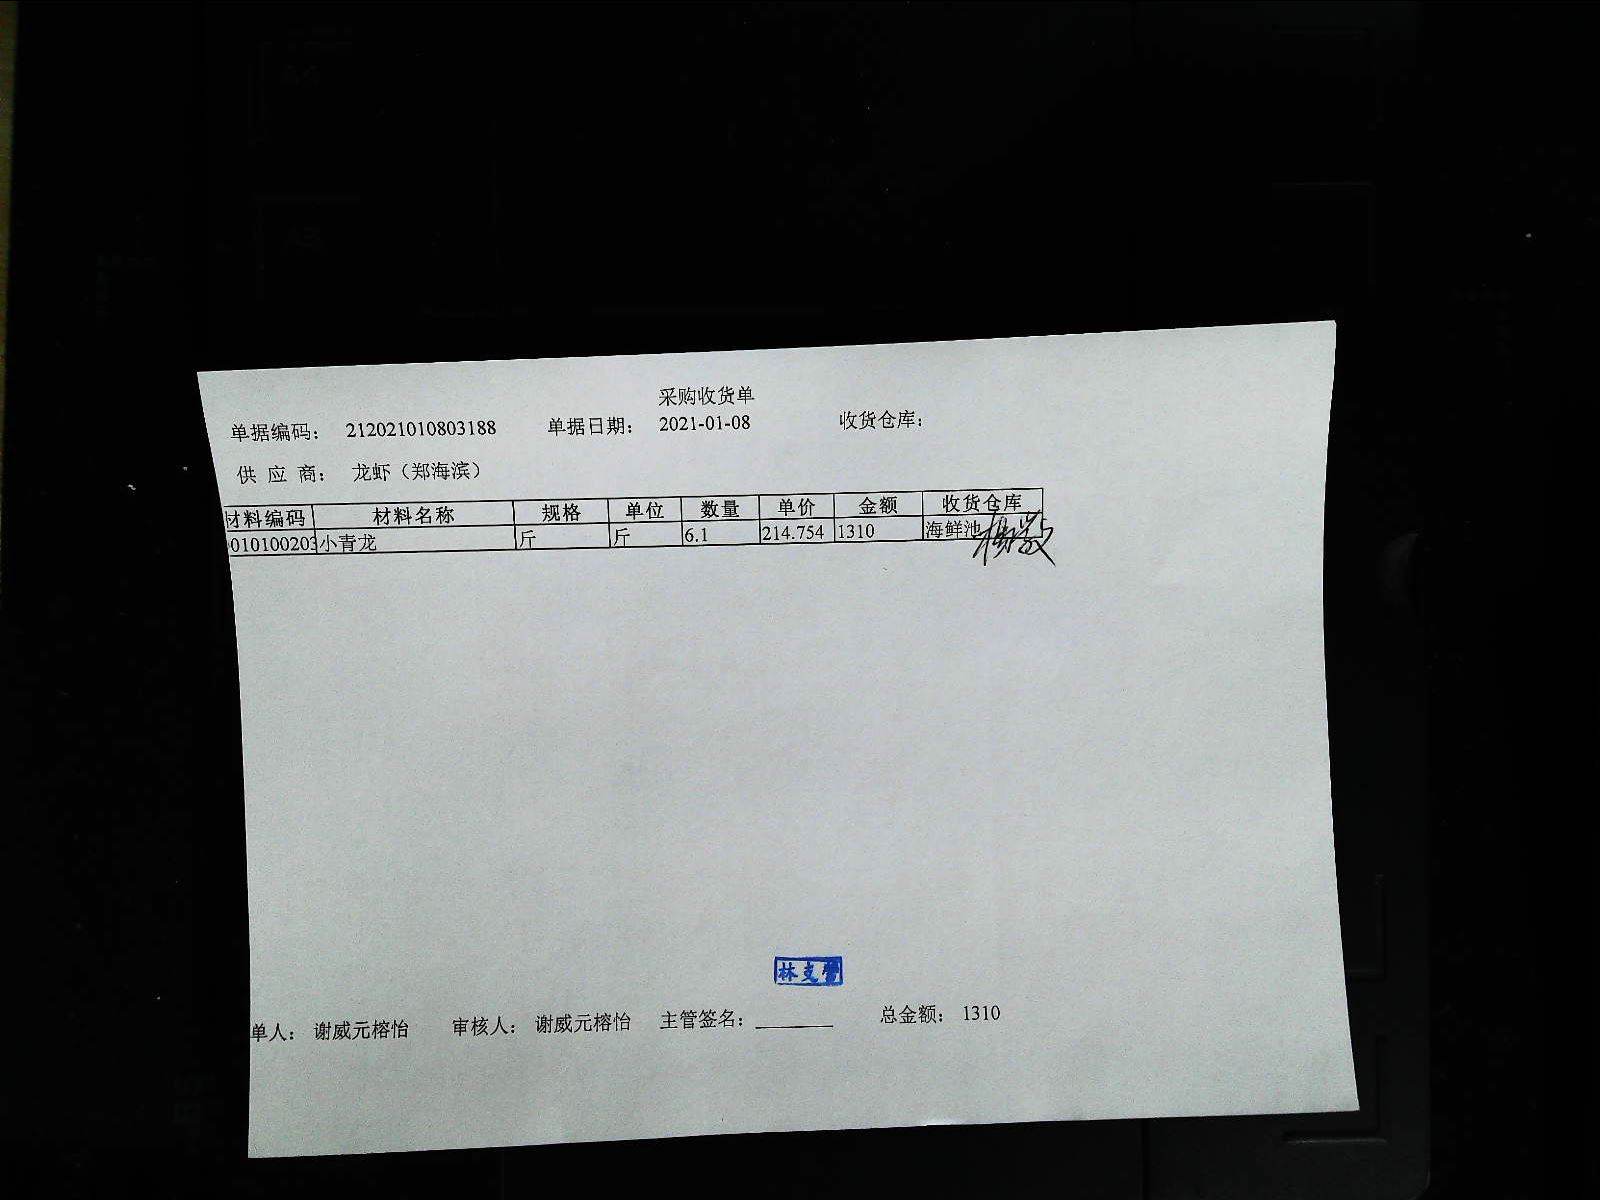 采购收货单
单据编码： 212021010803188 单据日期： 2021-01-08 收货仓库：
供 应 商： 龙虾（郑海滨）
材料编码 材料名称 规格 单位 数量 单价 金额 收货仓库
010100203 小青龙 斤 斤 6.1 214.754 1310 海鲜池
林支
单人： 谢威元榕怡 审核人： 谢威元榕怡 主管签名： 总金额： 1310